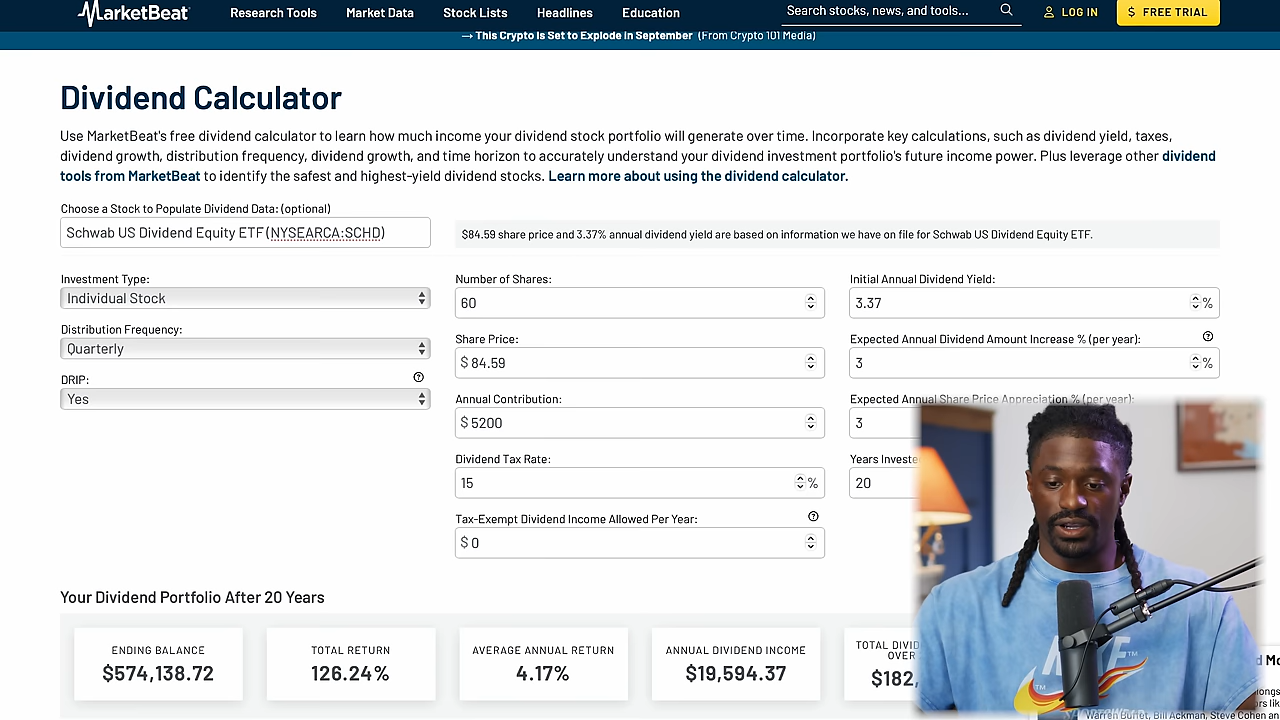 MarketBeat
Research Tools
Market Data
Stock Lists
Headlines
Education
Search stocks, news, and tools...
LOG IN
$ FREE TRIAL
→ This Crypto Is Set to Explode in September (From Crypto 101 Media)
Dividend Calculator
Use MarketBeat's free dividend calculator to learn how much income your dividend stock portfolio will generate over time. Incorporate key calculations, such as dividend yield, taxes,
dividend growth, distribution frequency, dividend growth, and time horizon to accurately understand your dividend investment portfolio's future income power. Plus leverage other dividend
tools from MarketBeat to identify the safest and highest-yield dividend stocks. Learn more about using the dividend calculator.
Choose a Stock to Populate Dividend Data: (optional)
Schwab US Dividend Equity ETF (NYSEARCA:SCHD)
$84.59 share price and 3.37% annual dividend yield are based on information we have on file for Schwab US Dividend Equity ETF.
Investment Type:
Individual Stock
Distribution Frequency:
Quarterly
DRIP:
Yes
Number of Shares:
60
Share Price:
$ 84.59
Annual Contribution:
$ 5200
Dividend Tax Rate:
15 %
Tax-Exempt Dividend Income Allowed Per Year:
$ 0
Initial Annual Dividend Yield:
3.37 %
Expected Annual Dividend Amount Increase % (per year):
3 %
Expected Annual Share Price Appreciation % (per year):
3
Years Investe
20
Your Dividend Portfolio After 20 Years
ENDING BALANCE
$574,138.72
TOTAL RETURN
126.24%
AVERAGE ANNUAL RETURN
4.17%
ANNUAL DIVIDEND INCOME
$19,594.37
TOTAL DIVID
OVER
$182,
Warren Buffet, Bill Ackman, Steve Cohen